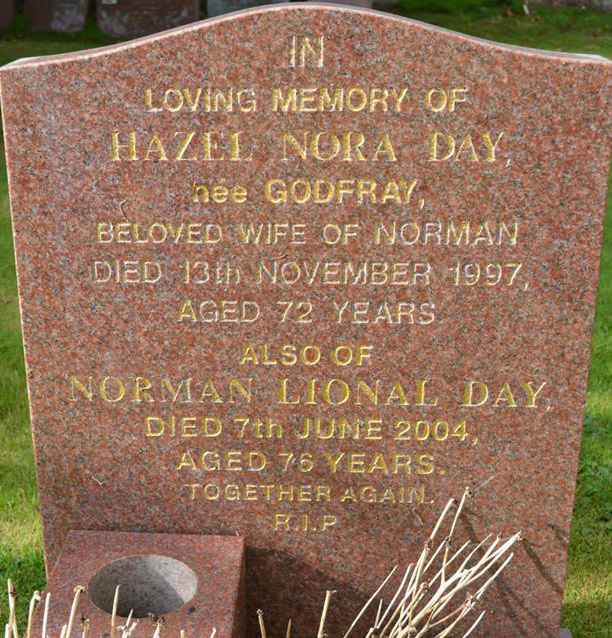 IN
LOVING MEMORY OF
HAZEL NORA DAY,
née GODFRAY,
BELOVED WIFE OF NORMAN
DIED 13th NOVEMBER 1997,
AGED 72 YEARS
ALSO OF
NORMAN LIONAL DAY,
DIED 7th JUNE 2004,
AGED 76 YEARS.
TOGETHER AGAIN.
R.I.P